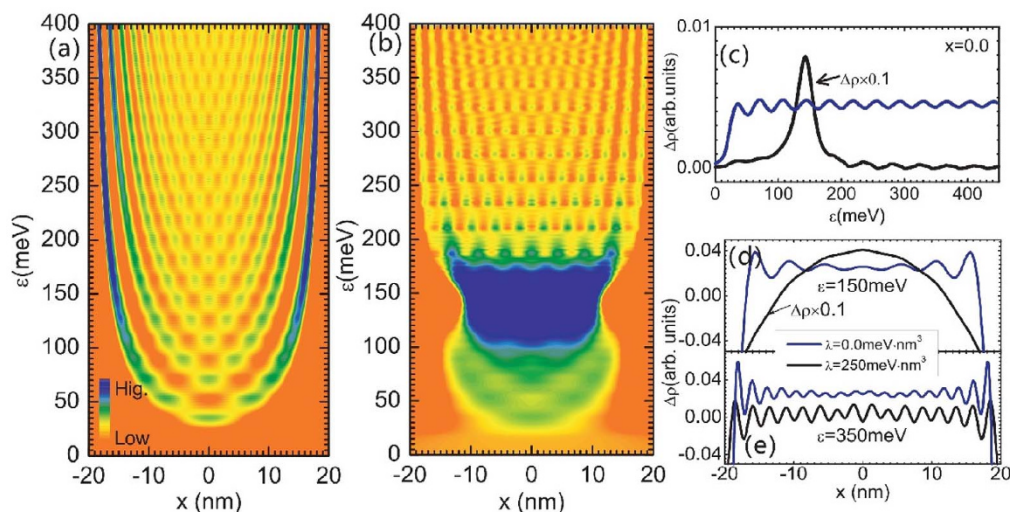 (a)
400
350
300
250
200
150
100
50
0
ε(meV)
Hig.
Low
-20 -10 0 10 20
x (nm)
(b)
400
350
300
250
200
150
100
50
0
ε(meV)
-20 -10 0 10 20
x (nm)
(c)
x=0.0
0.01
0.00
Δρ×0.1
Δρ(arb.units)
0 100 200 300 400
ε(meV)
(d)
0.04
0.00
-0.04
ε=150meV
Δρ×0.1
λ=0.0meV·nm³
λ=250meV·nm³
Δρ(arb. units)
0.04
0.00
-0.04
(e)
ε=350meV
-20 -10 0 10 20
x (nm)